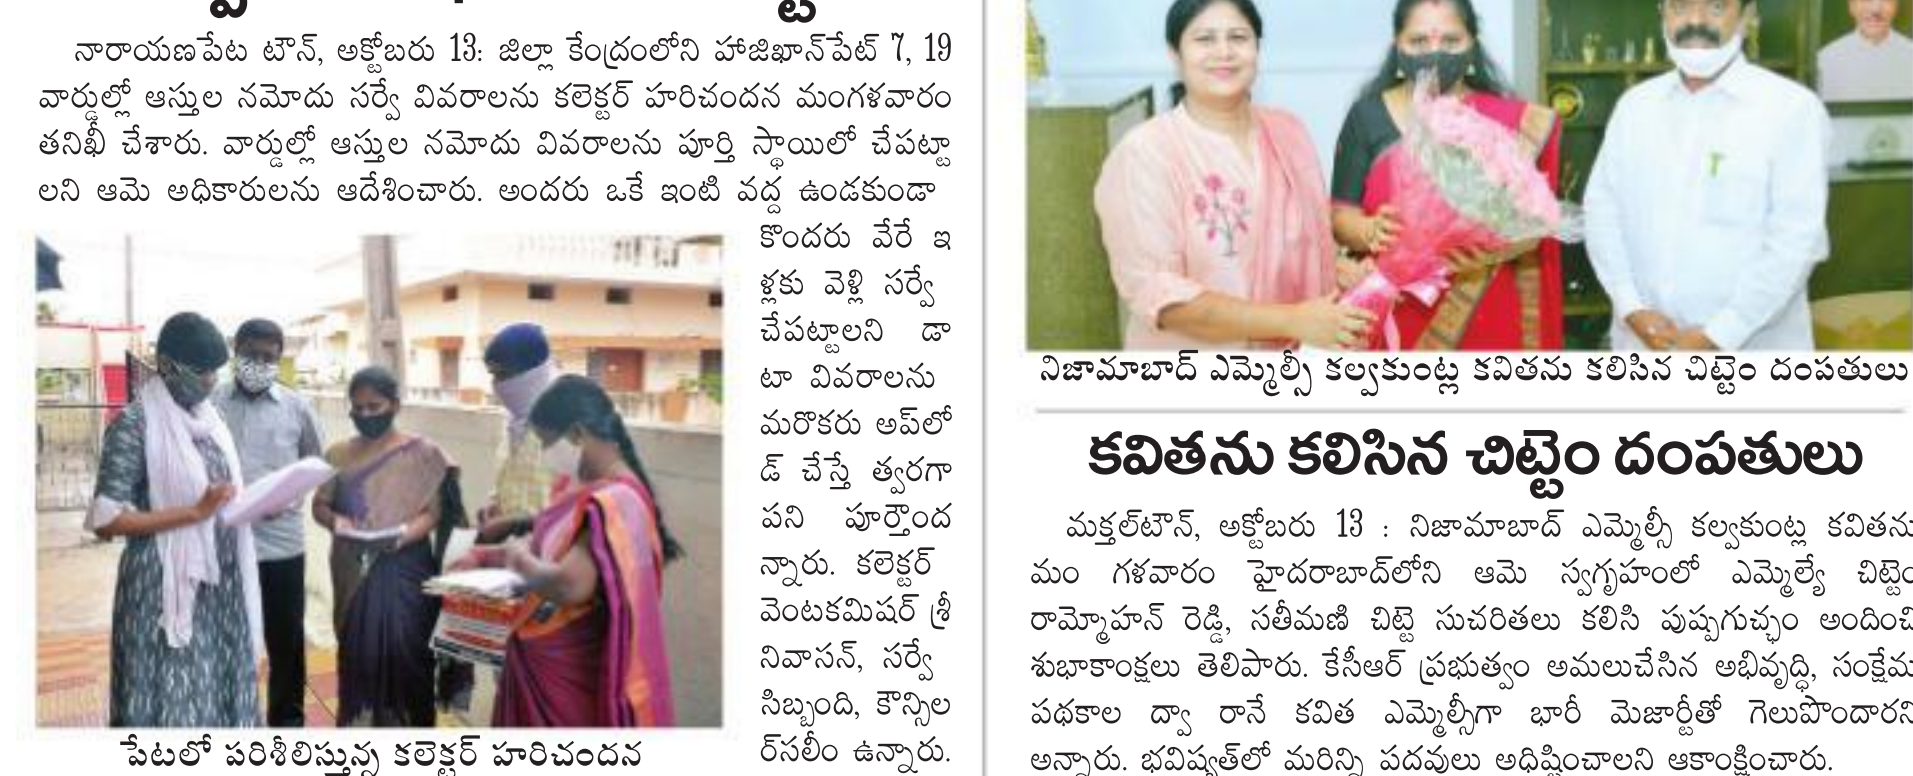 నారాయణపేట టౌన్, అక్టోబరు 13: జిల్లా కేంద్రంలోని హాజీఖాన్‌పేట్ 7, 19
వార్డుల్లో ఆస్తుల నమోదు సర్వే వివరాలను కలెక్టర్ హరిచందన మంగళవారం
తనిఖీ చేశారు. వార్డుల్లో ఆస్తుల నమోదు వివరాలను పూర్తి స్థాయిలో చేపట్టా
లని ఆమె అధికారులను ఆదేశించారు. అందరు ఒకే ఇంటి వద్ద ఉండకుండా
కొందరు వేరే ఇ
ళ్లకు వెళ్లి సర్వే
చేపట్టాలని డా
టా వివరాలను
మరొకరు అప్‌లో
డ్ చేస్తే త్వరగా
పని పూర్తౌంద
న్నారు. కలెక్టర్
వెంటకమిషర్ శ్రీ
నివాసన్, సర్వే
సిబ్బంది, కౌన్సిల
ర్‌సలీం ఉన్నారు.
పేటలో పరిశీలిస్తున్న కలెక్టర్ హరిచందన
నిజామాబాద్ ఎమ్మెల్సీ కల్వకుంట్ల కవితను కలిసిన చిట్టెం దంపతులు
కవితను కలిసిన చిట్టెం దంపతులు
మక్తల్‌టౌన్, అక్టోబరు 13 : నిజామాబాద్ ఎమ్మెల్సీ కల్వకుంట్ల కవితను
మం గళవారం హైదరాబాద్‌లోని ఆమె స్వగృహంలో ఎమ్మెల్యే చిట్టెం
రామ్మోహన్ రెడ్డి, సతీమణి చిట్టె సుచరితలు కలిసి పుష్పగుచ్ఛం అందించి
శుభాకాంక్షలు తెలిపారు. కేసీఆర్ ప్రభుత్వం అమలుచేసిన అభివృద్ధి, సంక్షేమ
పథకాల ద్వా రానే కవిత ఎమ్మెల్సీగా భారీ మెజార్టీతో గెలుపొందారని
అన్నారు. భవిష్యత్‌లో మరిన్ని పదవులు అధిష్టించాలని ఆకాంక్షించారు.